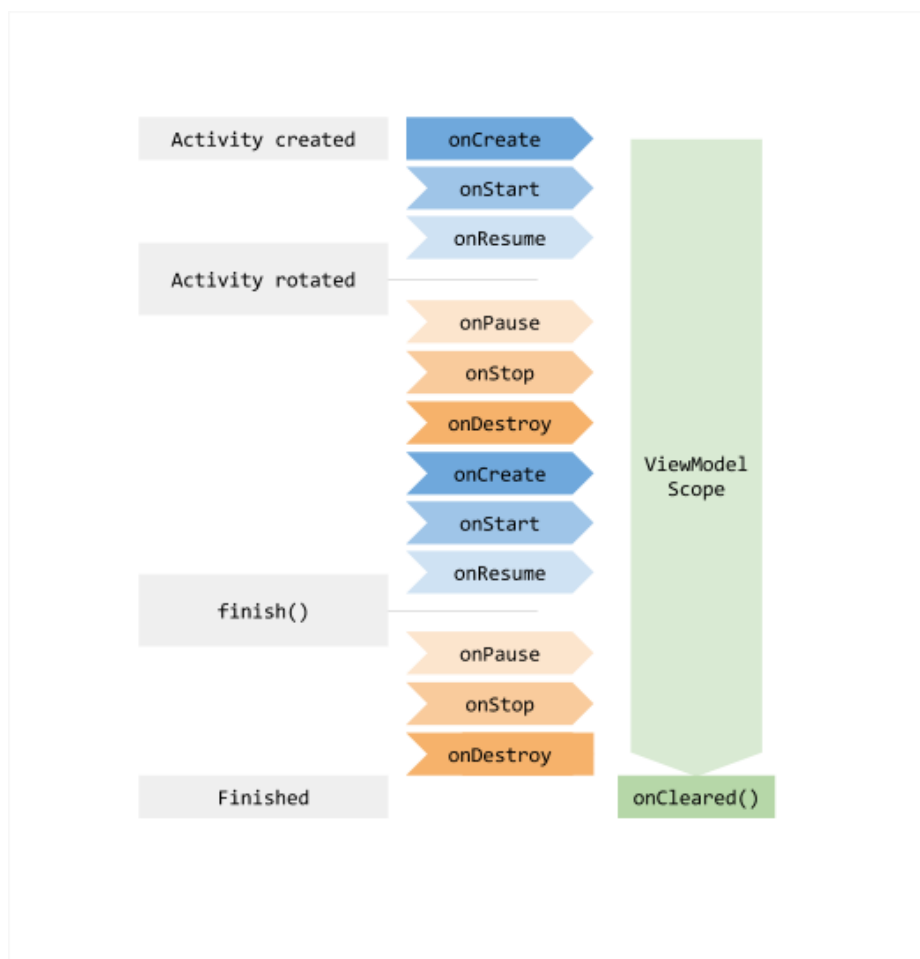 Activity created
onCreate
onStart
onResume
Activity rotated
onPause
onStop
onDestroy
onCreate
ViewModel
Scope
onStart
onResume
finish()
onPause
onStop
onDestroy
Finished
onCleared()